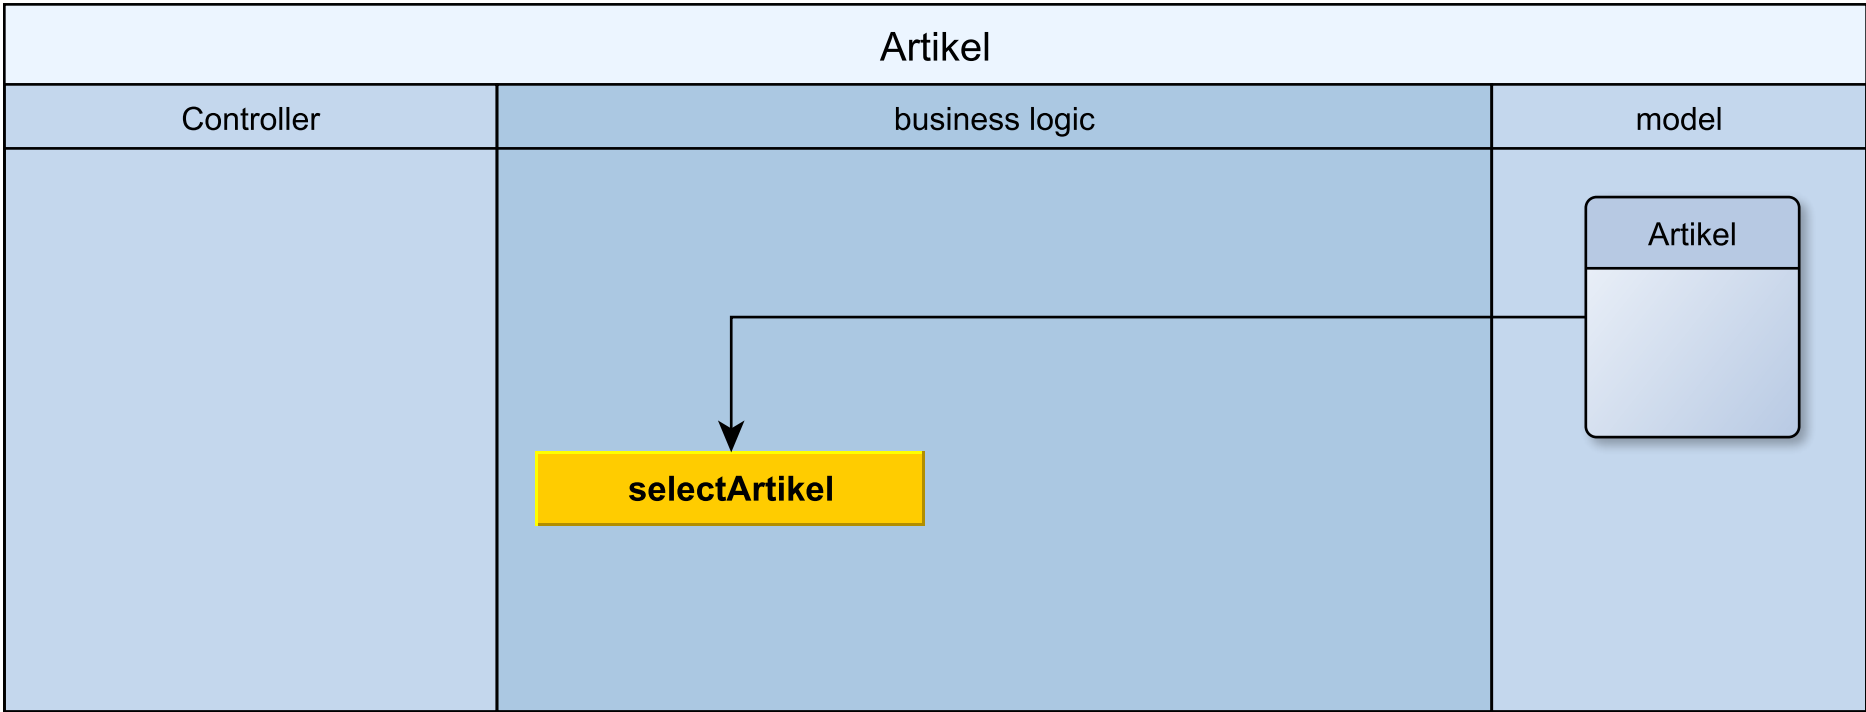 Artikel
Controller
business logic
model
Artikel
selectArtikel